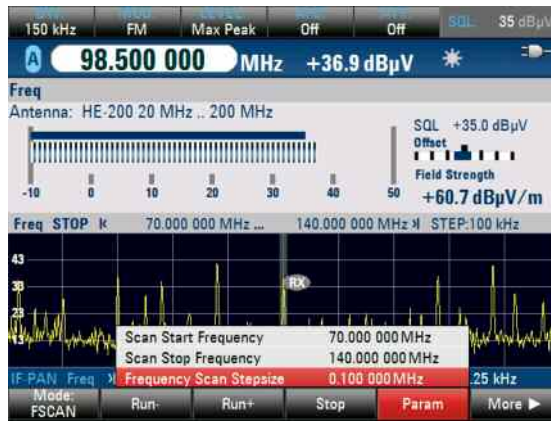 150 kHz FM Max Peak Off Off SQL 35 dBµV
A 98.500 000 MHz +36.9 dBµV
Freq
Antenna: HE-200 20 MHz .. 200 MHz
SQL +35.0 dBµV
Offset
Field Strength
-10 0 10 20 30 40 50 +60.7 dBµV/m
Freq STOP 70.000 000 MHz ... 140.000 000 MHz STEP:100 kHz
43
33
23
13
RX
Scan Start Frequency 70.000 000 MHz
Scan Stop Frequency 140.000 000 MHz
Frequency Scan Stepsize 0.100 000 MHz
IF-PAN Freq .25 kHz
Mode: FSCAN Run- Run+ Stop Param More ▶